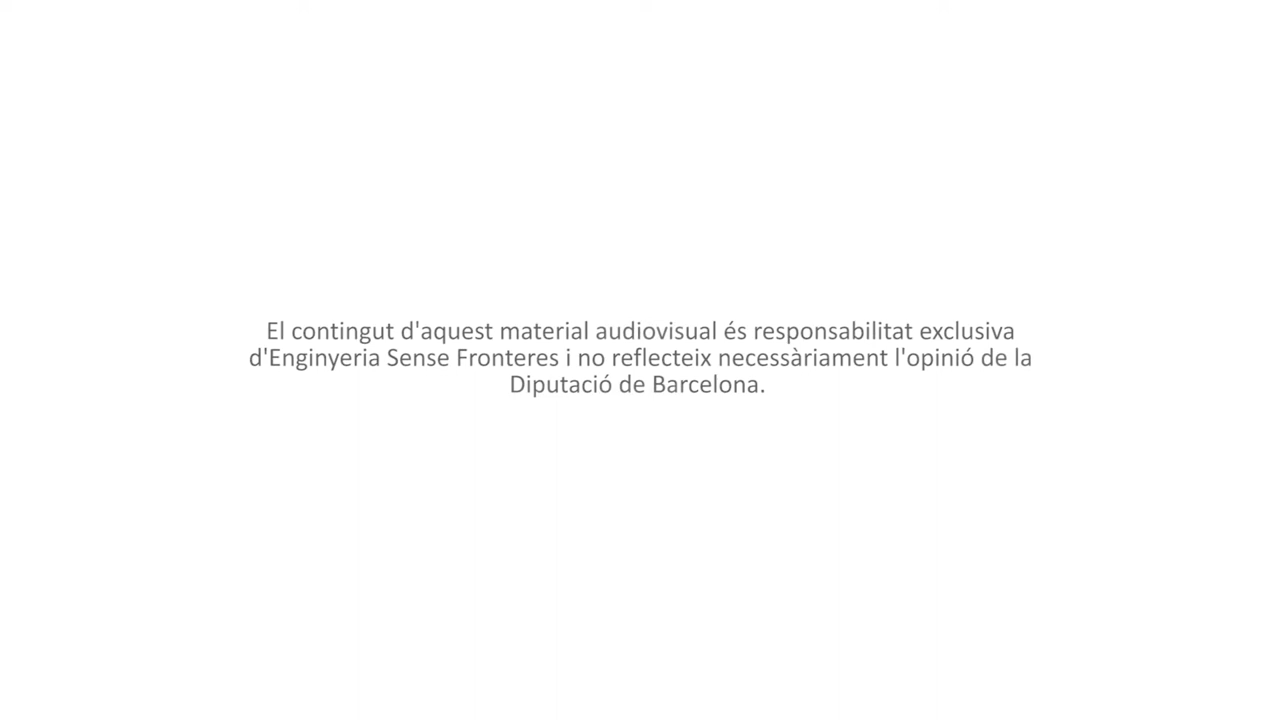 El contingut d'aquest material audiovisual és responsabilitat exclusiva
d'Enginyeria Sense Fronteres i no reflecteix necessàriament l'opinió de la
Diputació de Barcelona.